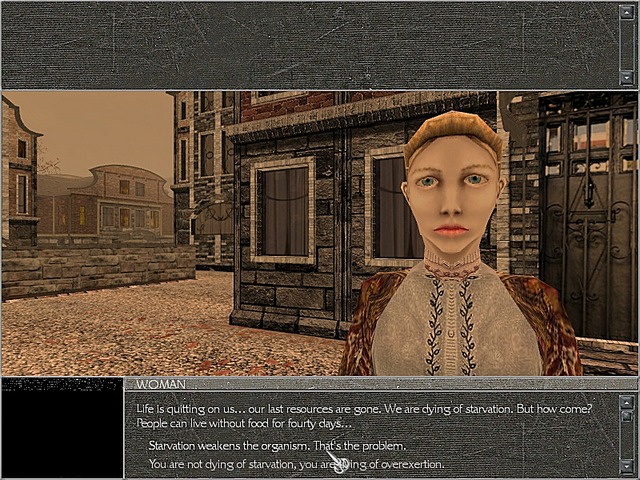 WOMAN
Life is quitting on us... our last resources are gone. We are dying of starvation. But how come?
People can live without food for fourty days...
Starvation weakens the organism. That's the problem.
You are not dying of starvation, you are dying of overexertion.